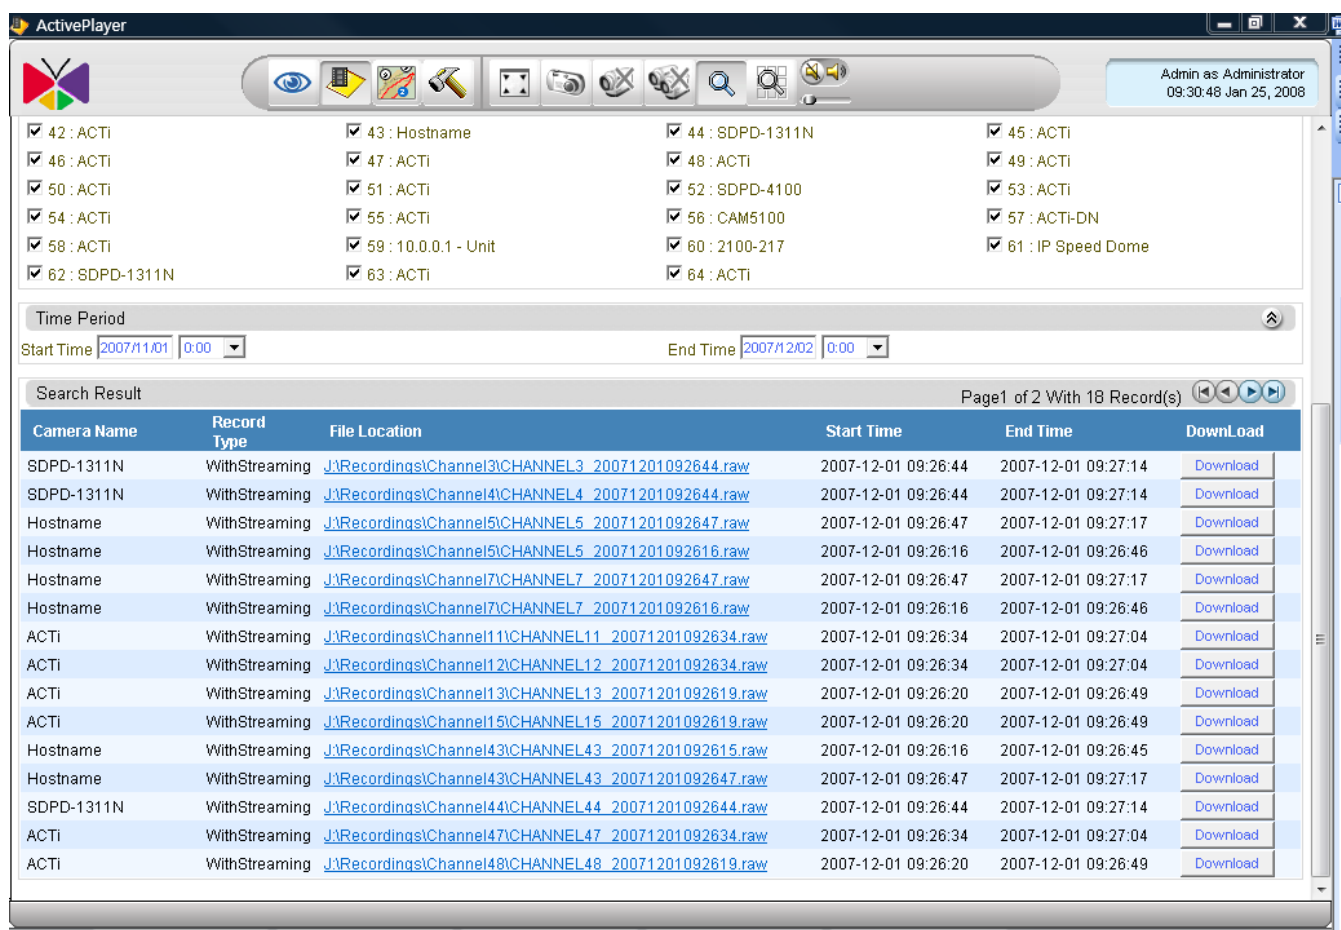 ActivePlayer
Admin as Administrator
09:30:48 Jan 25, 2008
42 : ACTi 43 : Hostname 44 : SDPD-1311N 45 : ACTi
46 : ACTi 47 : ACTi 48 : ACTi 49 : ACTi
50 : ACTi 51 : ACTi 52 : SDPD-4100 53 : ACTi
54 : ACTi 55 : ACTi 56 : CAM5100 57 : ACTi-DN
58 : ACTi 59 : 10.0.0.1 - Unit 60 : 2100-217 61 : IP Speed Dome
62 : SDPD-1311N 63 : ACTi 64 : ACTi
Time Period
Start Time 2007/11/01 0:00 End Time 2007/12/02 0:00
Search Result Page1 of 2 With 18 Record(s)
Camera Name Record Type File Location Start Time End Time DownLoad
SDPD-1311N WithStreaming J:\Recordings\Channel3\CHANNEL3_20071201092644.raw 2007-12-01 09:26:44 2007-12-01 09:27:14 Download
SDPD-1311N WithStreaming J:\Recordings\Channel4\CHANNEL4_20071201092644.raw 2007-12-01 09:26:44 2007-12-01 09:27:14 Download
Hostname WithStreaming J:\Recordings\Channel5\CHANNEL5_20071201092647.raw 2007-12-01 09:26:47 2007-12-01 09:27:17 Download
Hostname WithStreaming J:\Recordings\Channel5\CHANNEL5_20071201092616.raw 2007-12-01 09:26:16 2007-12-01 09:26:46 Download
Hostname WithStreaming J:\Recordings\Channel7\CHANNEL7_20071201092647.raw 2007-12-01 09:26:47 2007-12-01 09:27:17 Download
Hostname WithStreaming J:\Recordings\Channel7\CHANNEL7_20071201092616.raw 2007-12-01 09:26:16 2007-12-01 09:26:46 Download
ACTi WithStreaming J:\Recordings\Channel11\CHANNEL11_20071201092634.raw 2007-12-01 09:26:34 2007-12-01 09:27:04 Download
ACTi WithStreaming J:\Recordings\Channel12\CHANNEL12_20071201092634.raw 2007-12-01 09:26:34 2007-12-01 09:27:04 Download
ACTi WithStreaming J:\Recordings\Channel13\CHANNEL13_20071201092619.raw 2007-12-01 09:26:20 2007-12-01 09:26:49 Download
ACTi WithStreaming J:\Recordings\Channel15\CHANNEL15_20071201092619.raw 2007-12-01 09:26:20 2007-12-01 09:26:49 Download
Hostname WithStreaming J:\Recordings\Channel43\CHANNEL43_20071201092615.raw 2007-12-01 09:26:16 2007-12-01 09:26:45 Download
Hostname WithStreaming J:\Recordings\Channel43\CHANNEL43_20071201092647.raw 2007-12-01 09:26:47 2007-12-01 09:27:17 Download
SDPD-1311N WithStreaming J:\Recordings\Channel44\CHANNEL44_20071201092644.raw 2007-12-01 09:26:44 2007-12-01 09:27:14 Download
ACTi WithStreaming J:\Recordings\Channel47\CHANNEL47_20071201092634.raw 2007-12-01 09:26:34 2007-12-01 09:27:04 Download
ACTi WithStreaming J:\Recordings\Channel48\CHANNEL48_20071201092619.raw 2007-12-01 09:26:20 2007-12-01 09:26:49 Download